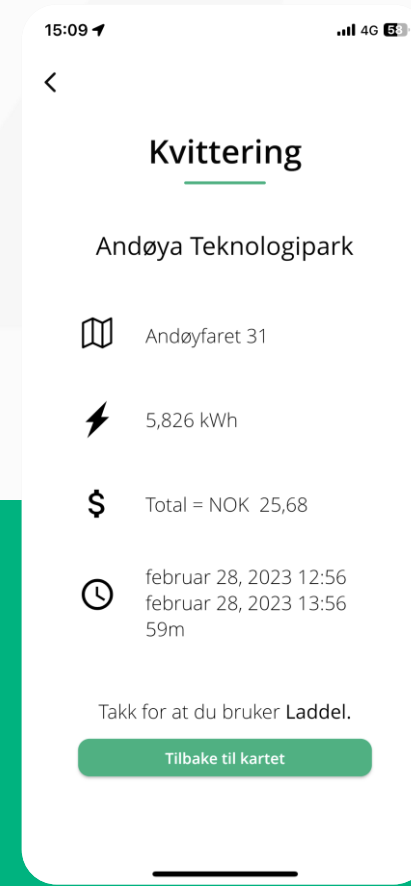 15:09 4G 58
Kvittering
Andøya Teknologipark
Andøyfaret 31
5,826 kWh
$ Total = NOK 25,68
februar 28, 2023 12:56
februar 28, 2023 13:56
59m
Takk for at du bruker Laddel.
Tilbake til kartet